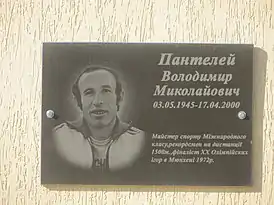 Пантелей
Володимир
Миколайович
03.05.1945-17.04.2000
Майстер спорту Міжнародного
класу,рекордсмен на дистанції
1500м.,фіналіст XX Олімпійських
ігор в Мюнхені 1972р.